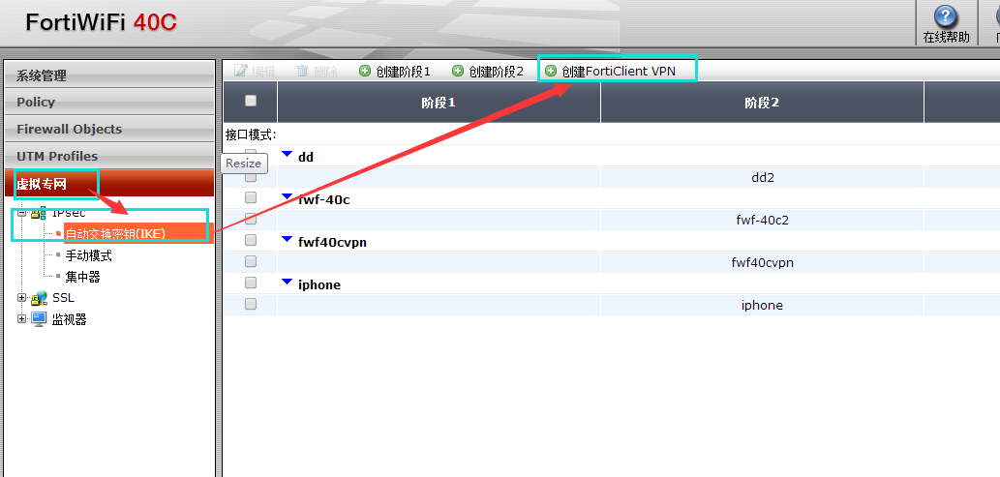 FortiWiFi 40C
在线帮助
系统管理
Policy
Firewall Objects
UTM Profiles
虚拟专网
IPsec
自动交换密钥(IKE)
手动模式
集中器
SSL
监视器
编辑 删除 创建阶段1 创建阶段2 创建FortiClient VPN
阶段1 阶段2
接口模式:
Resize
dd
dd2
fwf-40c
fwf-40c2
fwf40cvpn
fwf40cvpn
iphone
iphone